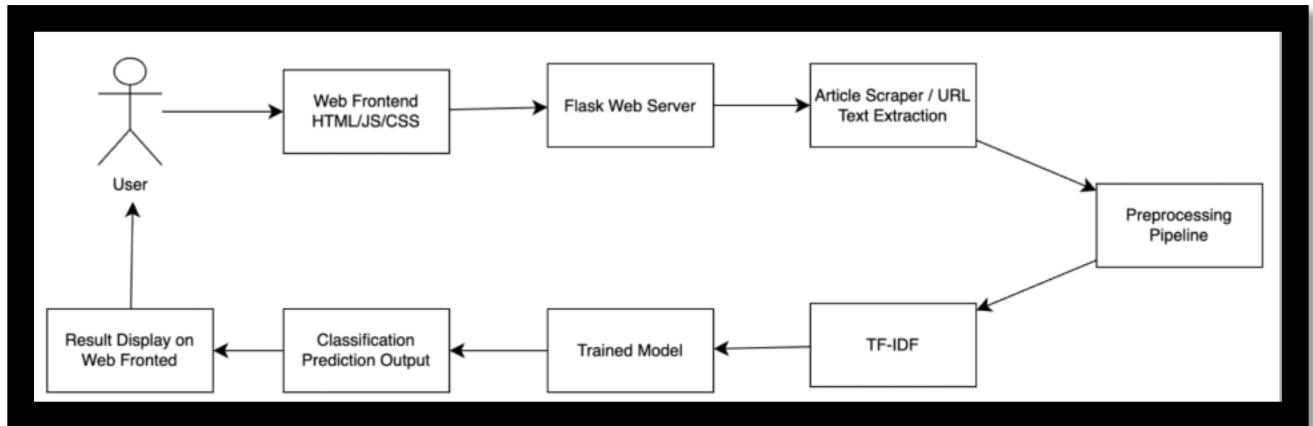 Web Frontend
HTML/JS/CSS
Flask Web Server
Article Scraper / URL
Text Extraction
User
Preprocessing
Pipeline
TF-IDF
Trained Model
Classification
Prediction Output
Result Display on
Web Fronted